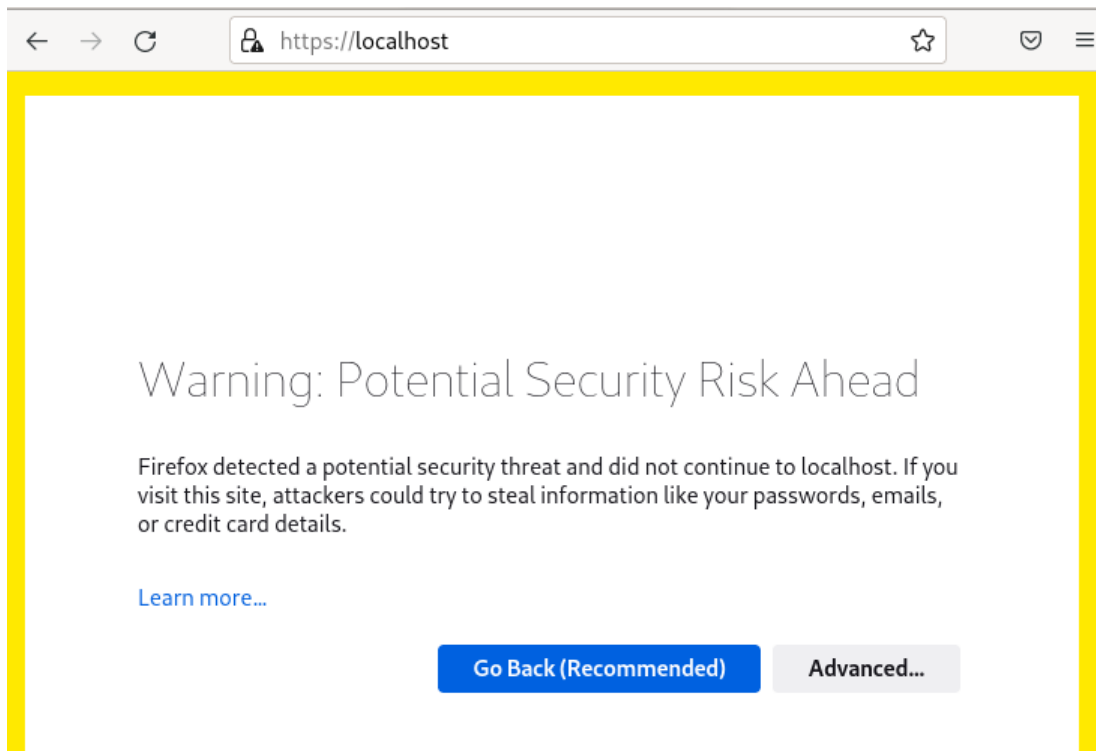 https://localhost
Warning: Potential Security Risk Ahead
Firefox detected a potential security threat and did not continue to localhost. If you
visit this site, attackers could try to steal information like your passwords, emails,
or credit card details.
Learn more...
Go Back (Recommended)
Advanced...